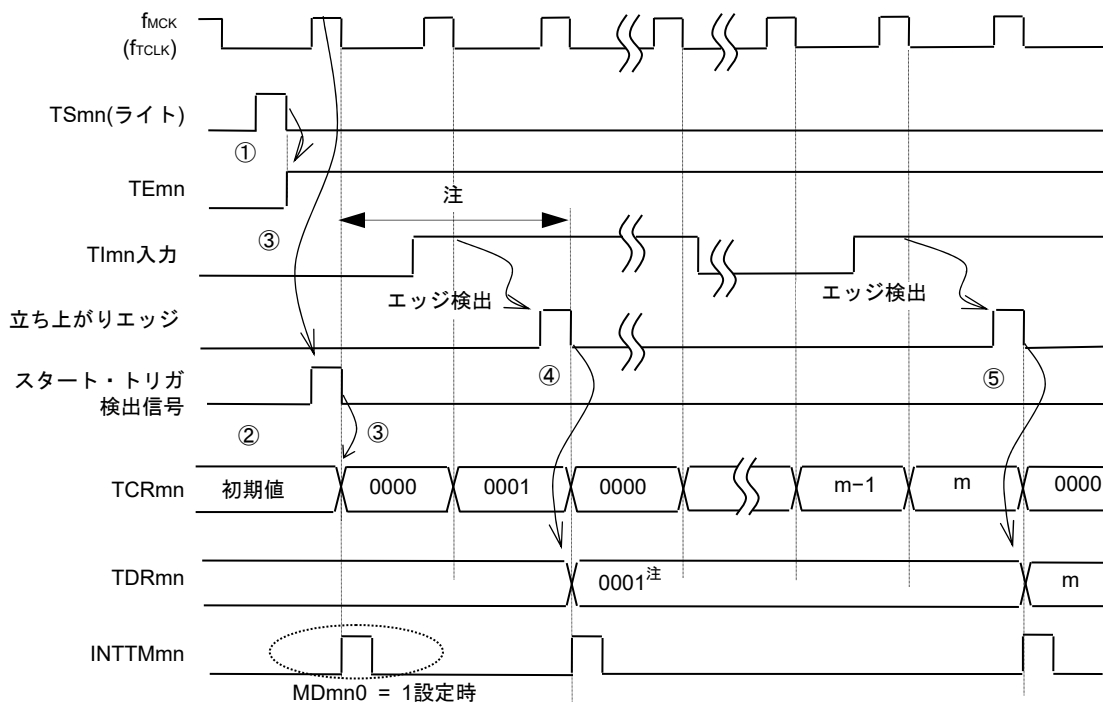 fMCK
(fTCLK)
TSmn(ライト)
①
TEmn
③
注
TImn入力
エッジ検出
エッジ検出
立ち上がりエッジ
④
⑤
スタート・トリガ
検出信号
②
③
TCRmn
初期値
0000
0001
0000
m−1
m
0000
TDRmn
0001注
m
INTTMmn
MDmn0 = 1設定時